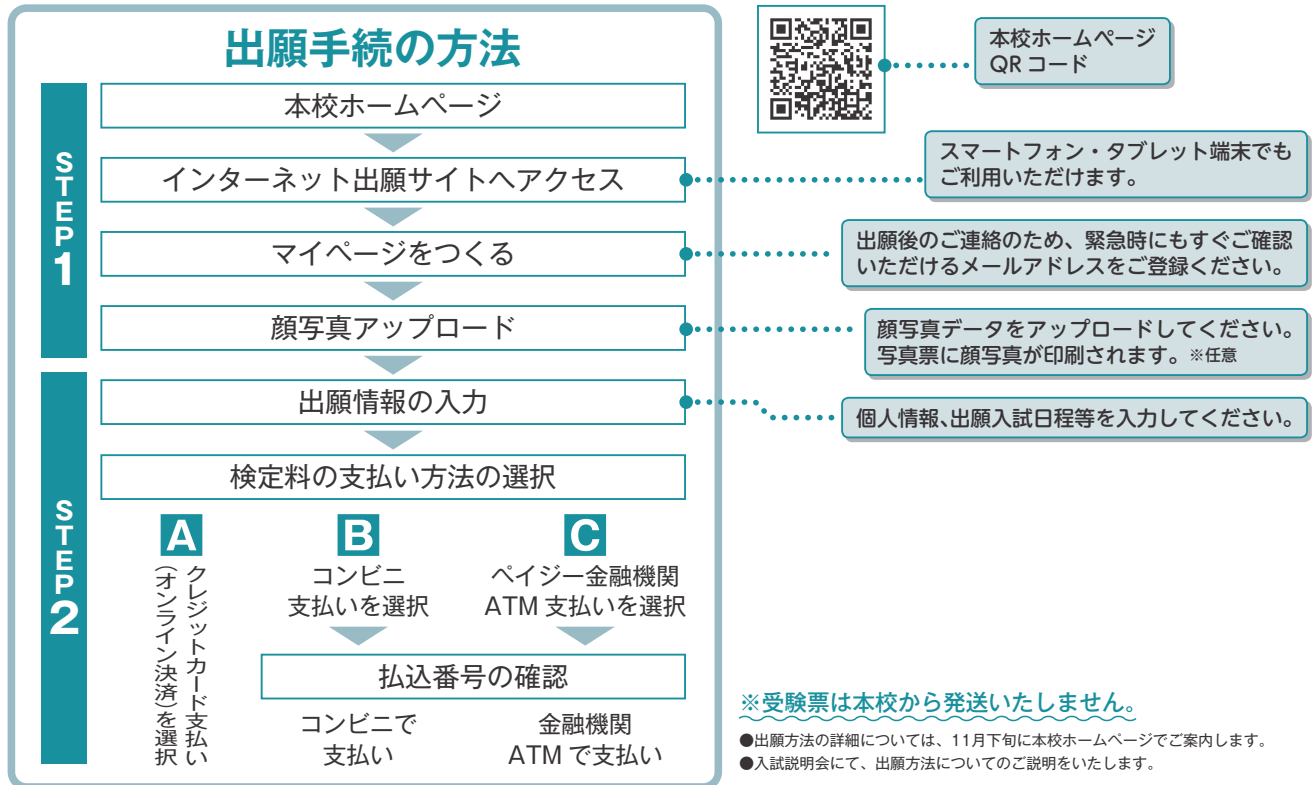 出願手続の方法
STEP1
本校ホームページ
インターネット出願サイトへアクセス
マイページをつくる
顔写真アップロード
本校ホームページ
QRコード
スマートフォン・タブレット端末でも
ご利用いただけます。
出願後のご連絡のため、緊急時にもすぐご確認
いただけるメールアドレスをご登録ください。
顔写真データをアップロードしてください。
写真票に顔写真が印刷されます。※任意
STEP2
出願情報の入力
個人情報、出願入試日程等を入力してください。
検定料の支払い方法の選択
A
クレジットカード支払い
（オンライン決済）を選択
B
コンビニ
支払いを選択
C
ペイジー金融機関
ATM 支払いを選択
払込番号の確認
コンビニで
支払い
金融機関
ATM で支払い
※受験票は本校から発送いたしません。
●出願方法の詳細については、11月下旬に本校ホームページでご案内します。
●入試説明会にて、出願方法についてのご説明をいたします。